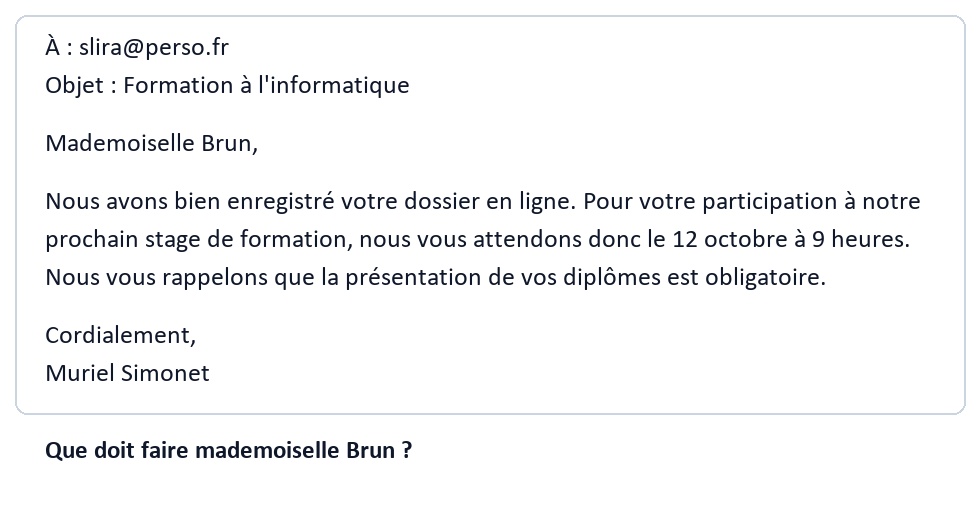 À : slira@perso.fr
Objet : Formation à l'informatique
Mademoiselle Brun,
Nous avons bien enregistré votre dossier en ligne. Pour votre participation à notre
prochain stage de formation, nous vous attendons donc le 12 octobre à 9 heures.
Nous vous rappelons que la présentation de vos diplômes est obligatoire.
Cordialement,
Muriel Simonet
Que doit faire mademoiselle Brun ?